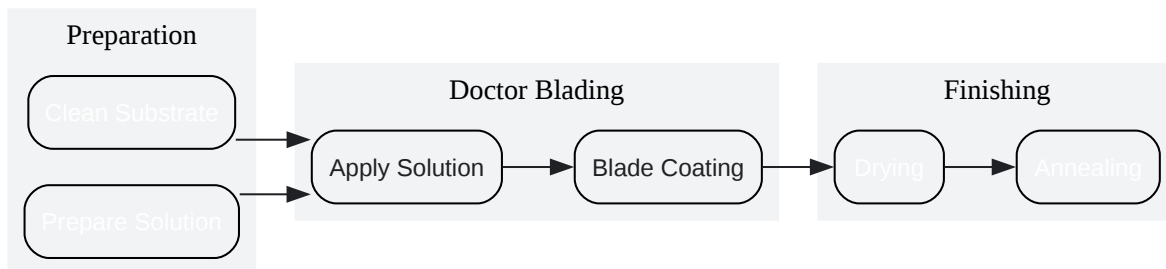 Preparation
Clean Substrate
Prepare Solution
Doctor Blading
Apply Solution
Blade Coating
Finishing
Drying
Annealing